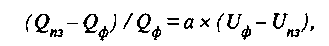 (Qпз – Qф) / Qф = a × (Uф – Uпз),